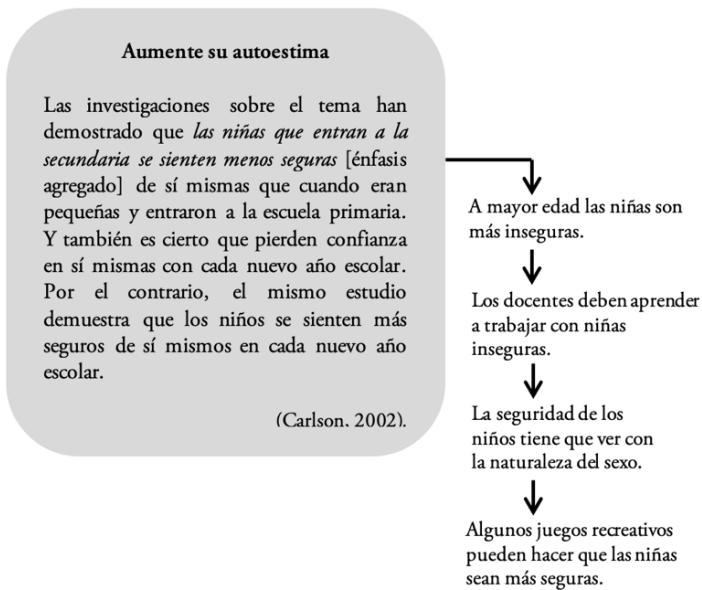 Aumente su autoestima
Las investigaciones sobre el tema han
demostrado que las niñas que entran a la
secundaria se sienten menos seguras [énfasis
agregado] de sí mismas que cuando eran
pequeñas y entraron a la escuela primaria.
Y también es cierto que pierden confianza
en sí mismas con cada nuevo año escolar.
Por el contrario, el mismo estudio
demuestra que los niños se sienten más
seguros de sí mismos en cada nuevo año
escolar.
(Carlson, 2002).
A mayor edad las niñas son
más inseguras.
Los docentes deben aprender
a trabajar con niñas
inseguras.
La seguridad de los
niños tiene que ver con
la naturaleza del sexo.
Algunos juegos recreativos
pueden hacer que las niñas
sean más seguras.